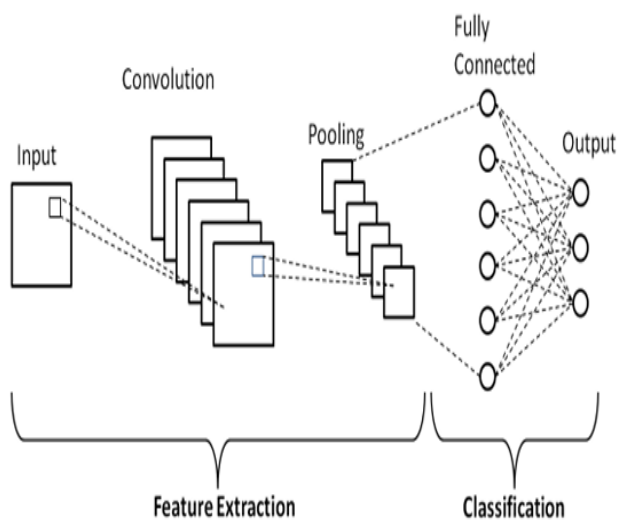 Input
Convolution
Pooling
Fully
Connected
Output
Feature Extraction
Classification